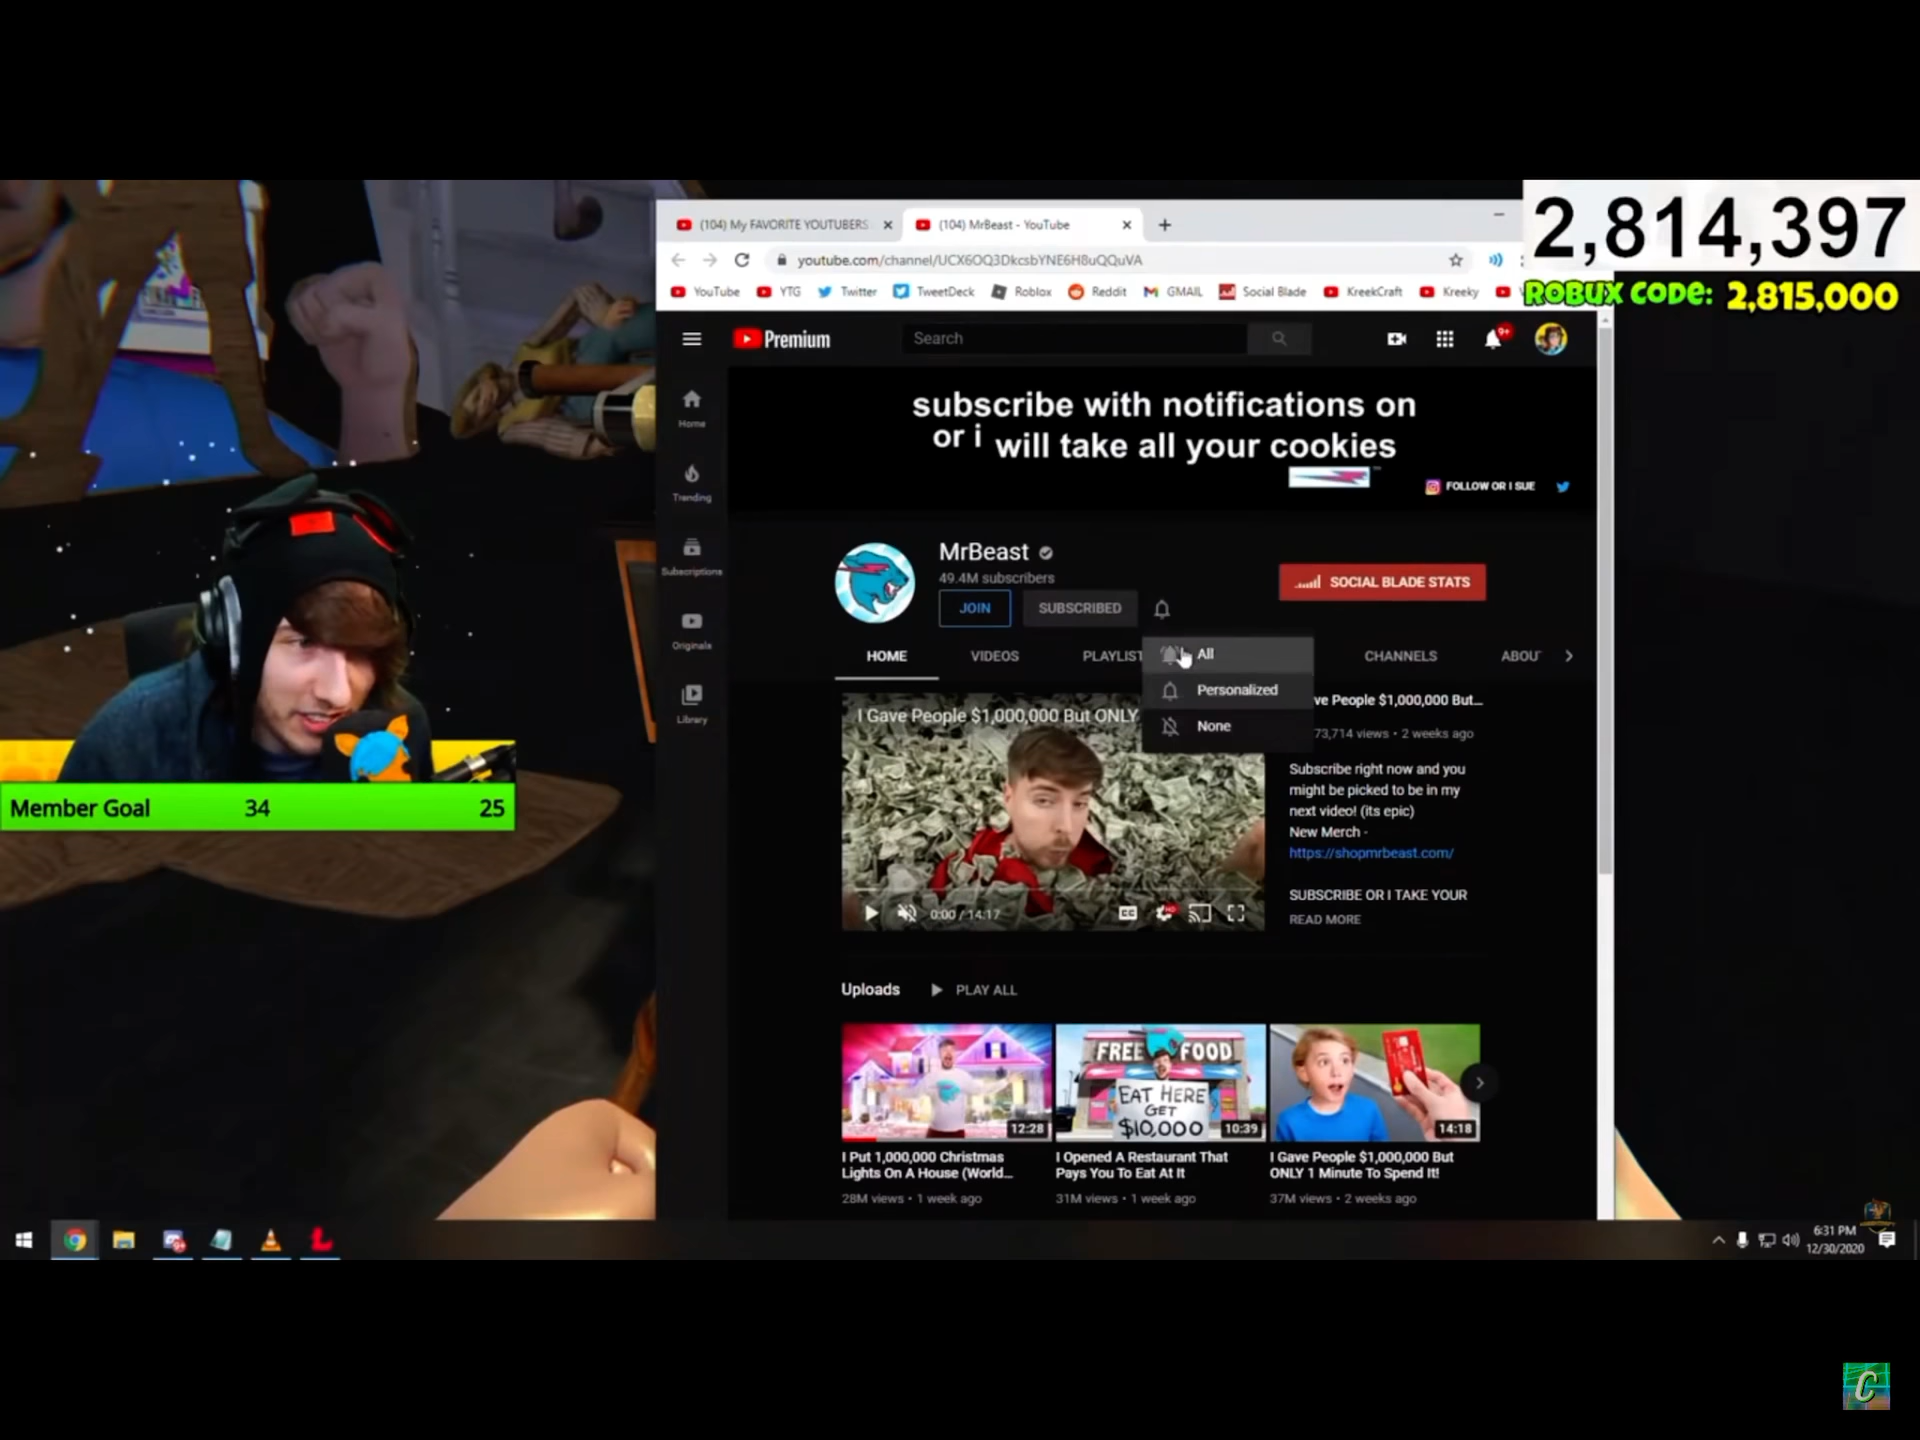 2,814,397
ROBUX CODE: 2,815,000
(104) My FAVORITE YOUTUBERS
(104) MrBeast - YouTube
youtube.com/channel/UCX6OQ3DkcsbYNE6H8uQQuVA
YouTube YTG Twitter TweetDeck Roblox Reddit GMAIL Social Blade KreekCraft Kreeky
Premium
Search
9+
Home
Trending
Subscriptions
Originals
Library
subscribe with notifications on
or i will take all your cookies
FOLLOW OR I SUE
MrBeast
49.4M subscribers
JOIN
SUBSCRIBED
SOCIAL BLADE STATS
HOME VIDEOS PLAYLIST CHANNELS ABOU
All
Personalized
None
I Gave People $1,000,000 But ONLY
0:00 / 14:17
ve People $1,000,000 But...
73,714 views • 2 weeks ago
Subscribe right now and you
might be picked to be in my
next video! (its epic)
New Merch -
https://shopmrbeast.com/
SUBSCRIBE OR I TAKE YOUR
READ MORE
Member Goal 34 25
Uploads PLAY ALL
FREE FOOD
EAT HERE
GET
$10,000
12:28
10:39
14:18
I Put 1,000,000 Christmas
Lights On A House (World...
28M views • 1 week ago
I Opened A Restaurant That
Pays You To Eat At It
31M views • 1 week ago
I Gave People $1,000,000 But
ONLY 1 Minute To Spend It!
37M views • 2 weeks ago
6:31 PM
12/30/2020
C